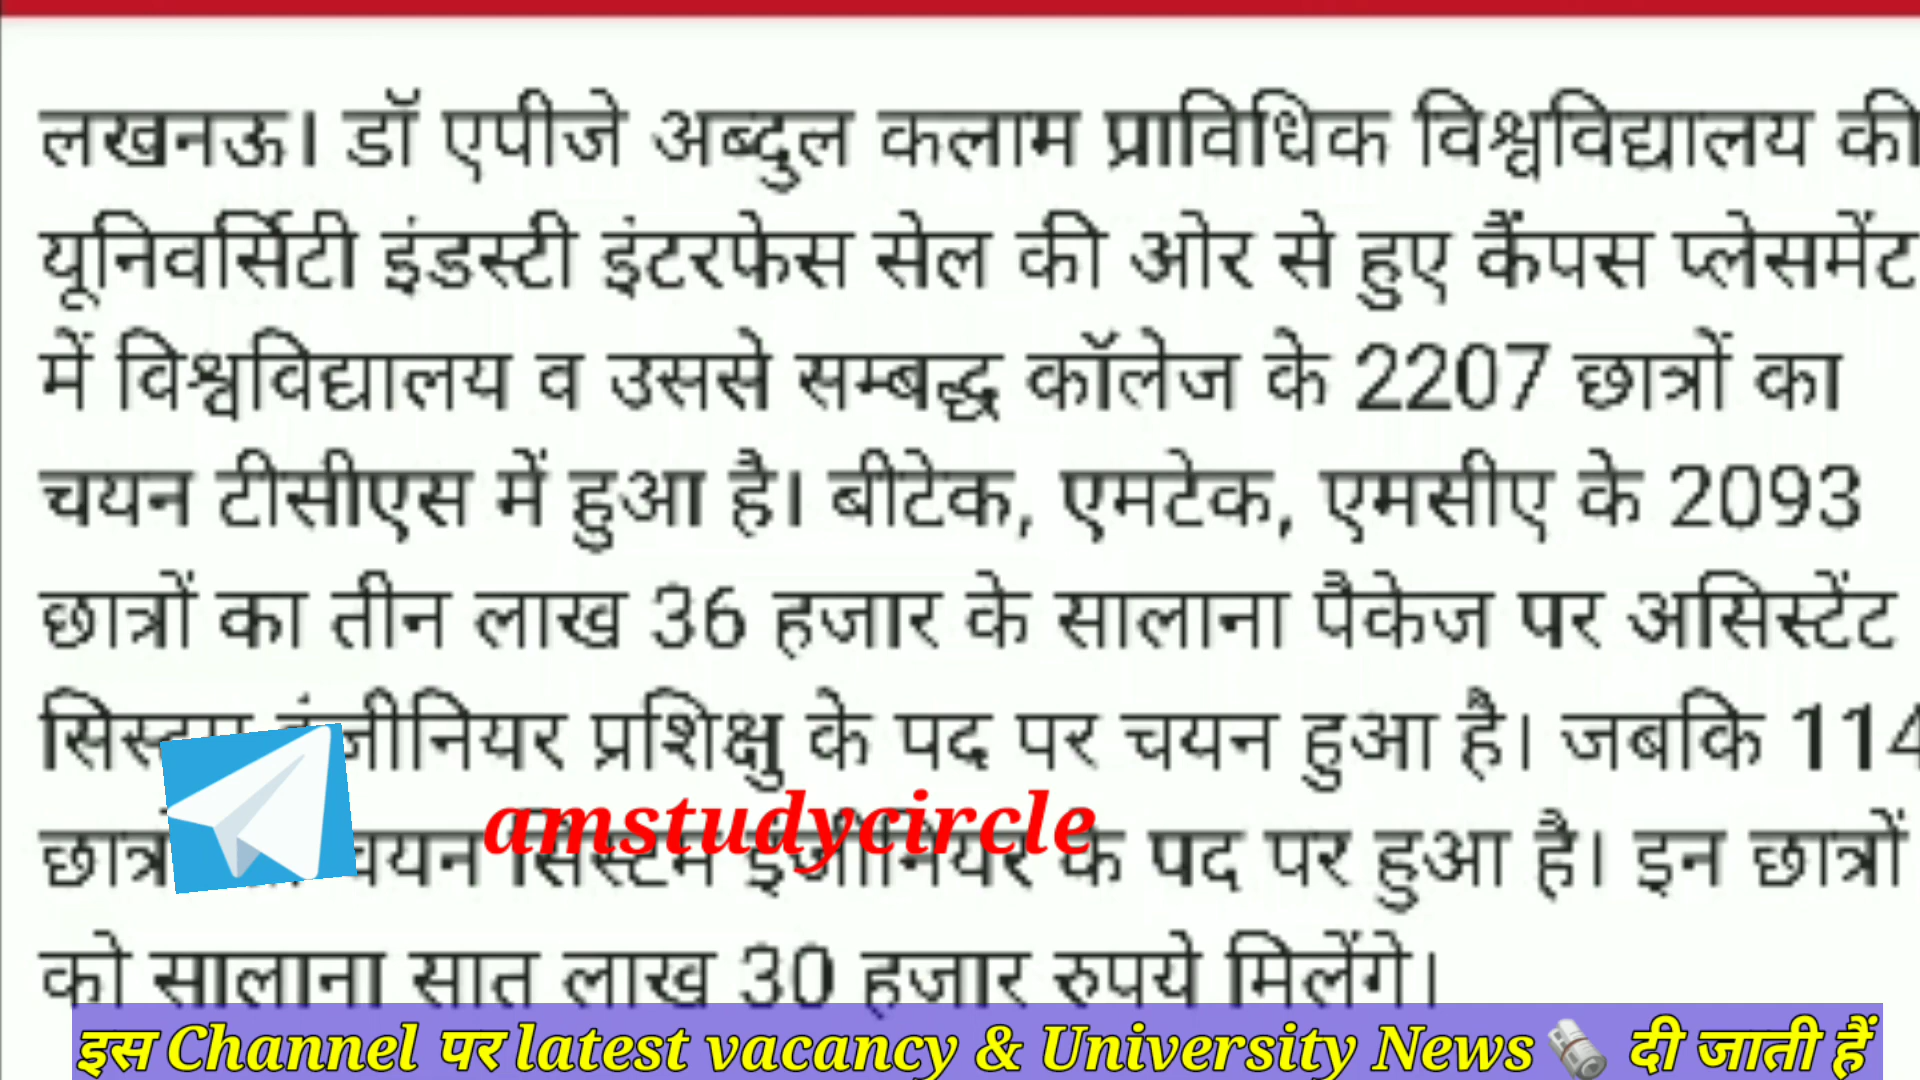 लखनऊ। डॉ एपीजे अब्दुल कलाम प्राविधिक विश्वविद्यालय की
यूनिवर्सिटी इंडस्टी इंटरफेस सेल की ओर से हुए कैंपस प्लेसमेंट
में विश्वविद्यालय व उससे सम्बद्ध कॉलेज के 2207 छात्रों का
चयन टीसीएस में हुआ है। बीटेक, एमटेक, एमसीए के 2093
छात्रों का तीन लाख 36 हजार के सालाना पैकेज पर असिस्टेंट
सिस्टम इंजीनियर प्रशिक्षु के पद पर चयन हुआ है। जबकि 114
चयन सिस्टम इंजीनियर के पद पर हुआ है। इन छात्रों
amstudycircle
को सालाना सात लाख 30 हजार रुपये मिलेंगे।
इस Channel पर latest vacancy & University News दी जाती हैं